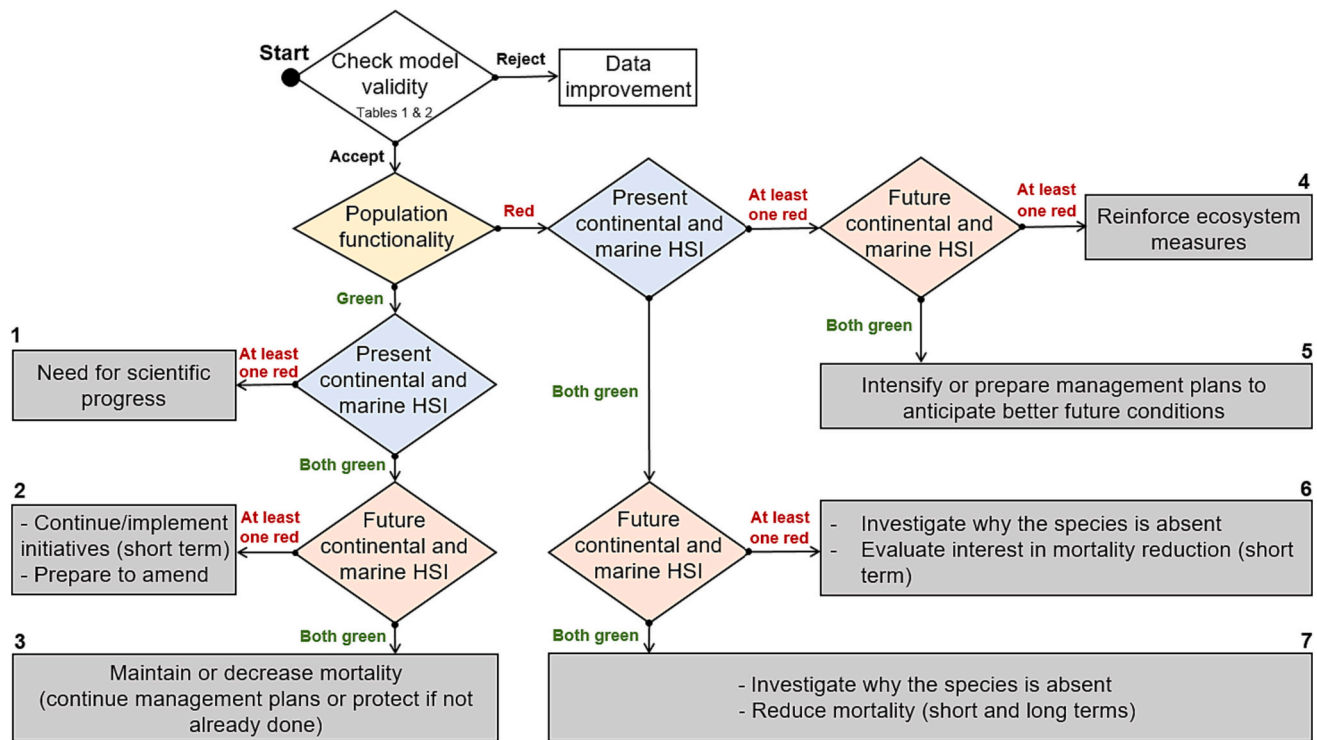 Start
Check model
validity
Tables 1 & 2
Reject
Data
improvement
Accept
Population
functionality
Red
Present
continental and
marine HSI
At least
one red
Future
continental and
marine HSI
At least
one red
4
Reinforce ecosystem
measures
Green
Both green
5
Intensify or prepare management plans to
anticipate better future conditions
1
Need for scientific
progress
At least
one red
Present
continental and
marine HSI
Both green
Both green
2
- Continue/implement
initiatives (short term)
- Prepare to amend
At least
one red
Future
continental and
marine HSI
Future
continental and
marine HSI
At least
one red
6
- Investigate why the species is absent
- Evaluate interest in mortality reduction (short
term)
Both green
3
Maintain or decrease mortality
(continue management plans or protect if not
already done)
Both green
7
- Investigate why the species is absent
- Reduce mortality (short and long terms)